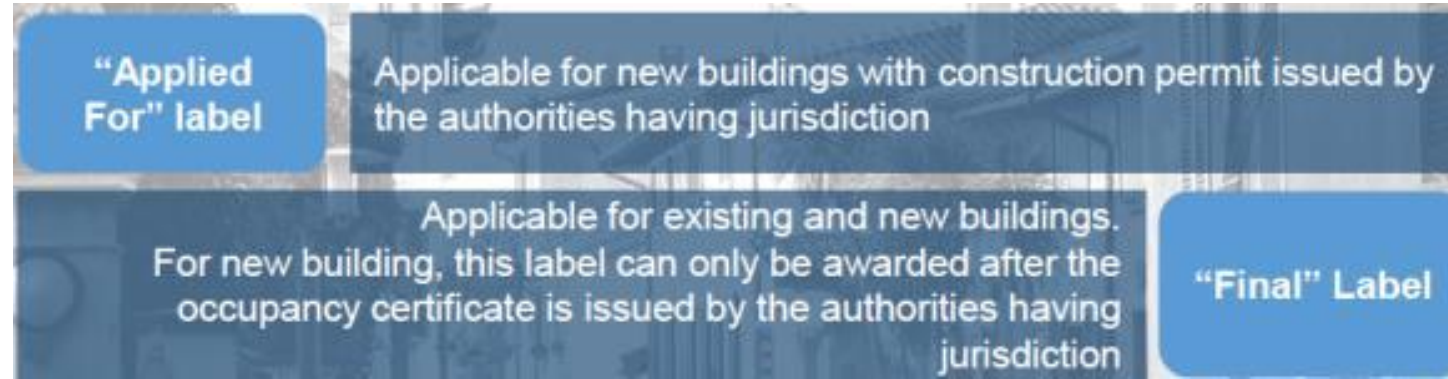 “Applied
For” label
Applicable for new buildings with construction permit issued by
the authorities having jurisdiction
Applicable for existing and new buildings.
For new building, this label can only be awarded after the
occupancy certificate is issued by the authorities having
jurisdiction
“Final” Label